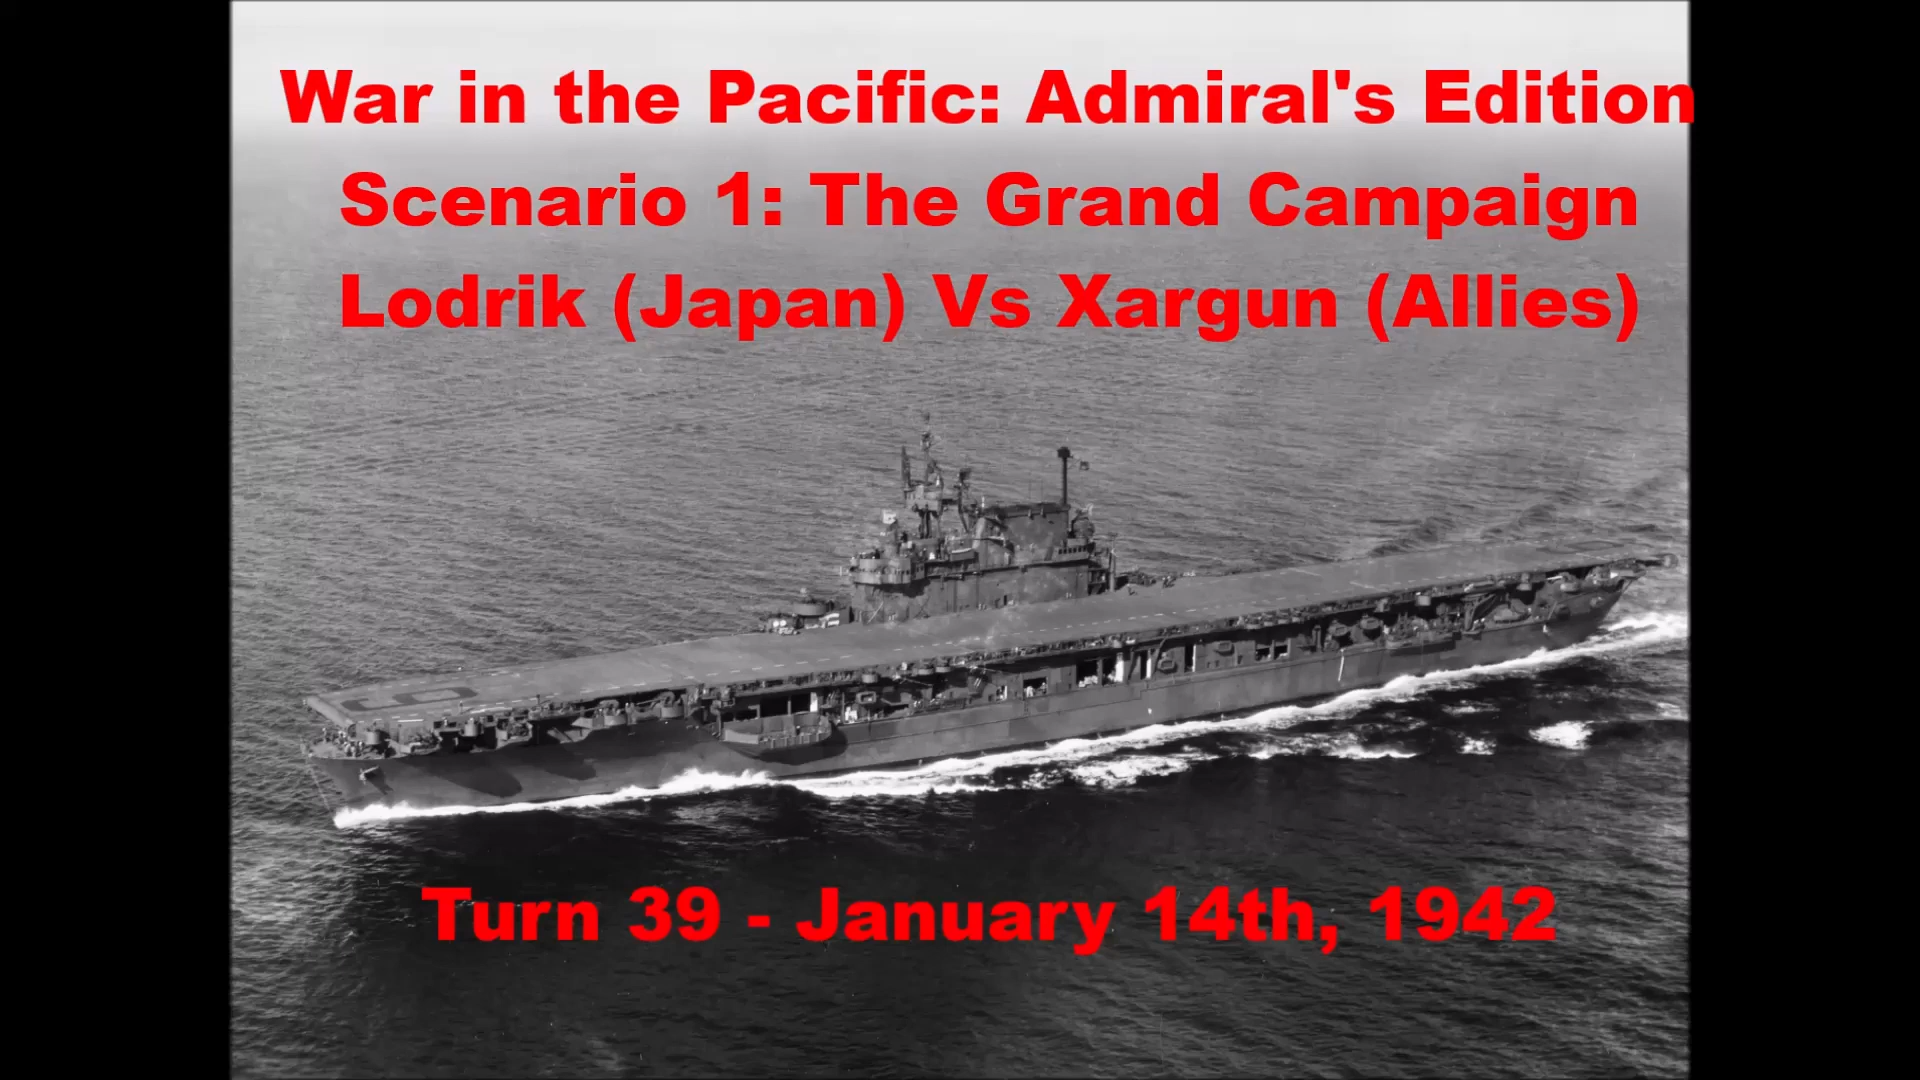 War in the Pacific: Admiral's Edition
Scenario 1: The Grand Campaign
Lodrik (Japan) Vs Xargun (Allies)
Turn 39 - January 14th, 1942